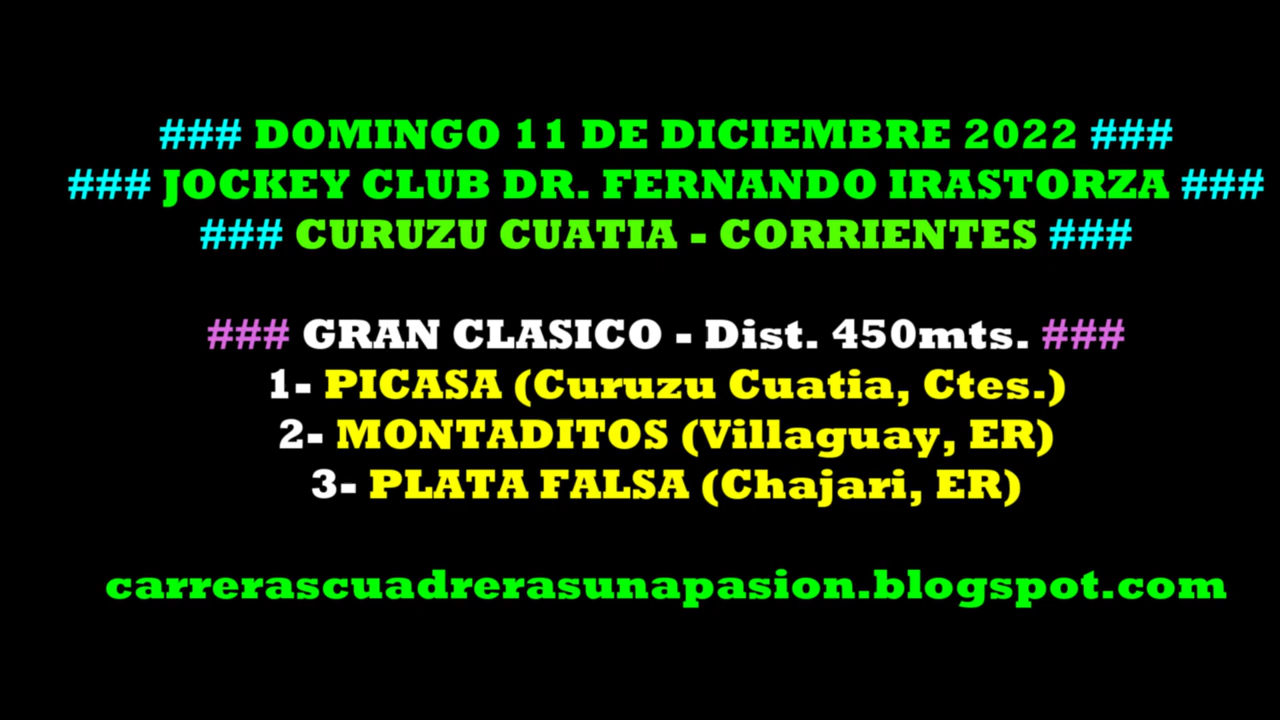 ### DOMINGO 11 DE DICIEMBRE 2022 ###
### JOCKEY CLUB DR. FERNANDO IRASTORZA ###
### CURUZU CUATIA - CORRIENTES ###
### GRAN CLASICO - Dist. 450mts. ###
1- PICASA (Curuzu Cuatia, Ctes.)
2- MONTADITOS (Villaguay, ER)
3- PLATA FALSA (Chajari, ER)
carrerascuadrerasunapasion.blogspot.com